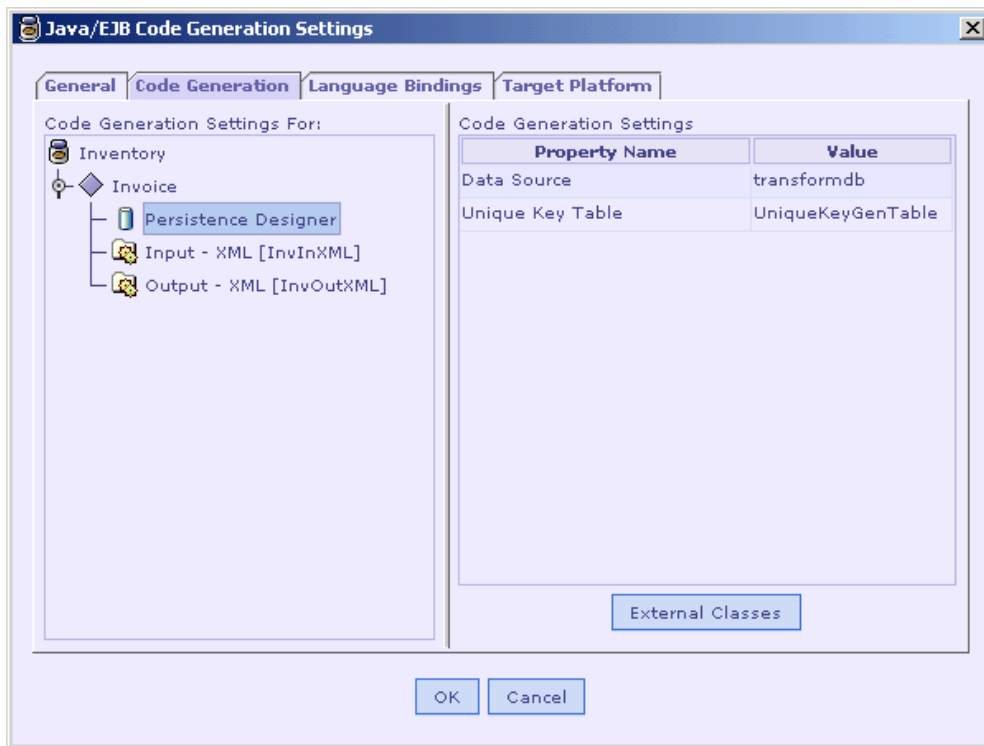 Java/EJB Code Generation Settings
General Code Generation Language Bindings Target Platform
Code Generation Settings For:
Inventory
Invoice
Persistence Designer
Input - XML [InvInXML]
Output - XML [InvOutXML]
Code Generation Settings
Property Name Value
Data Source transformdb
Unique Key Table UniqueKeyGenTable
External Classes
OK Cancel